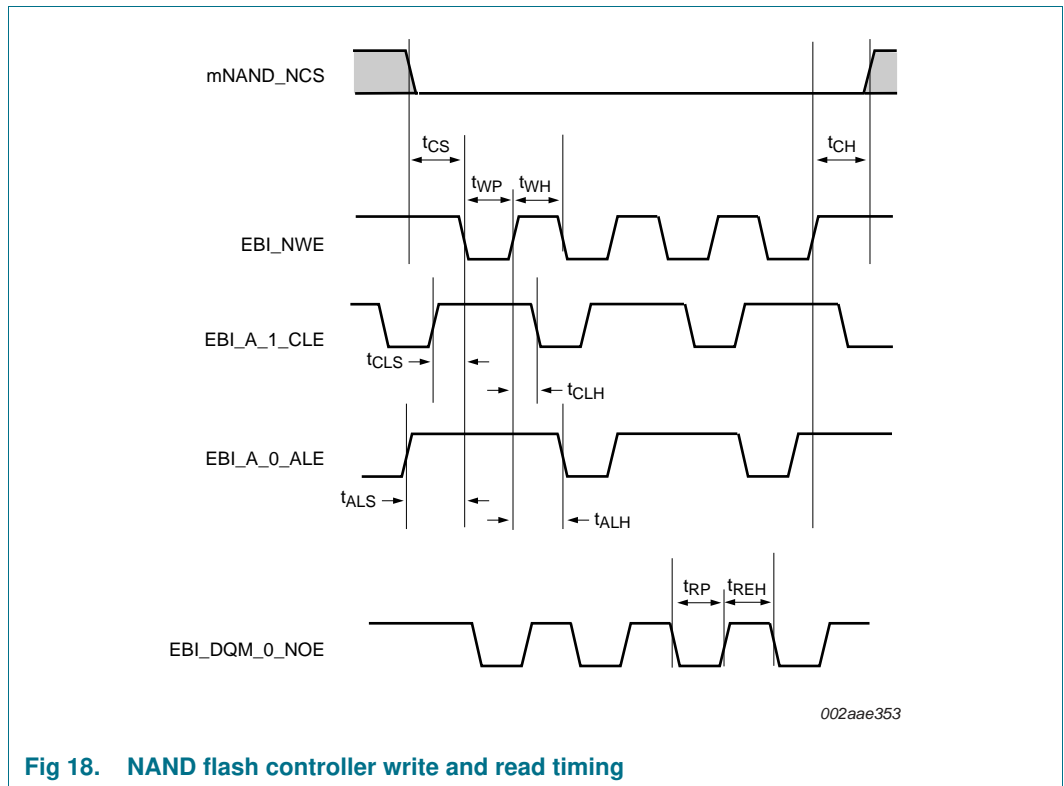 mNAND_NCS
tCS
tCH
tWP
tWH
EBI_NWE
EBI_A_1_CLE
tCLS
tCLH
EBI_A_0_ALE
tALS
tALH
tRP
tREH
EBI_DQM_0_NOE
002aae353
Fig 18. NAND flash controller write and read timing